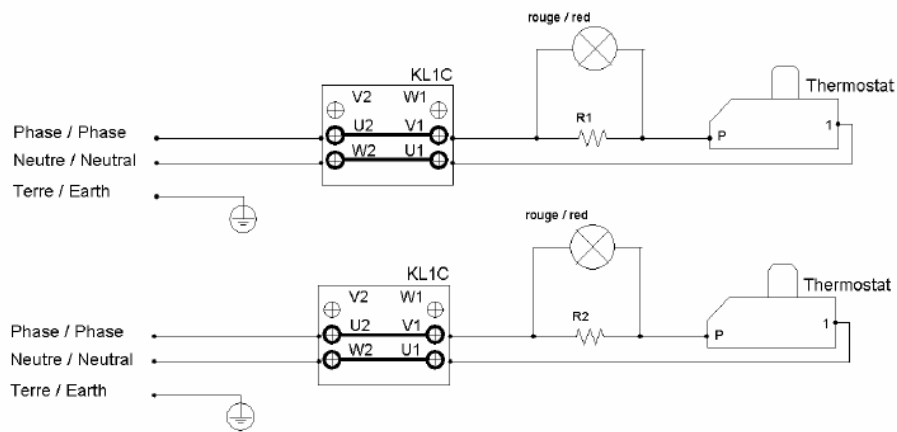 rouge / red
KL1C
V2 W1
Thermostat
Phase / Phase
U2 V1
R1
P
1
Neutre / Neutral
W2 U1
Terre / Earth
rouge / red
KL1C
V2 W1
Thermostat
Phase / Phase
U2 V1
R2
P
1
Neutre / Neutral
W2 U1
Terre / Earth